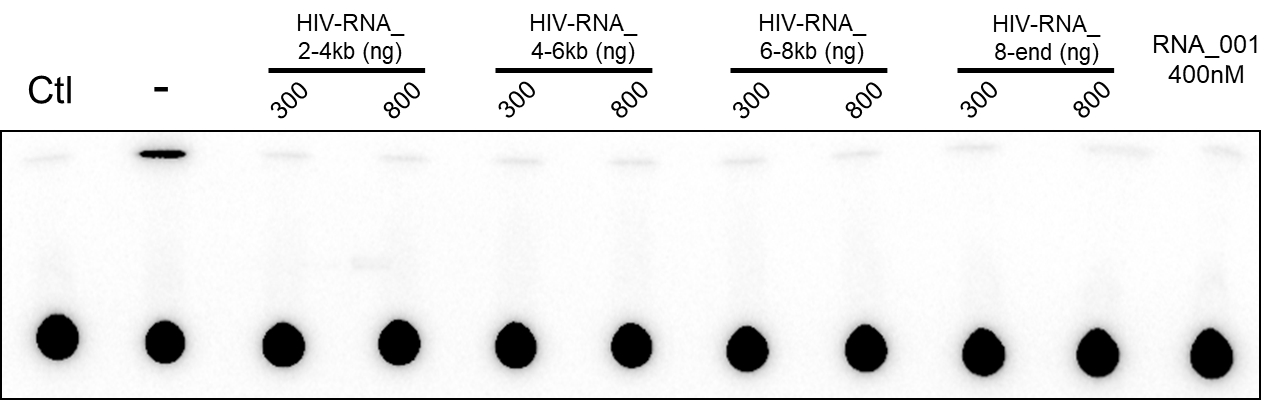 HIV-RNA_
2-4kb (ng)
HIV-RNA_
4-6kb (ng)
HIV-RNA_
6-8kb (ng)
HIV-RNA_
8-end (ng)
RNA_001
400nM
Ctl
-
300
800
300
800
300
800
300
800